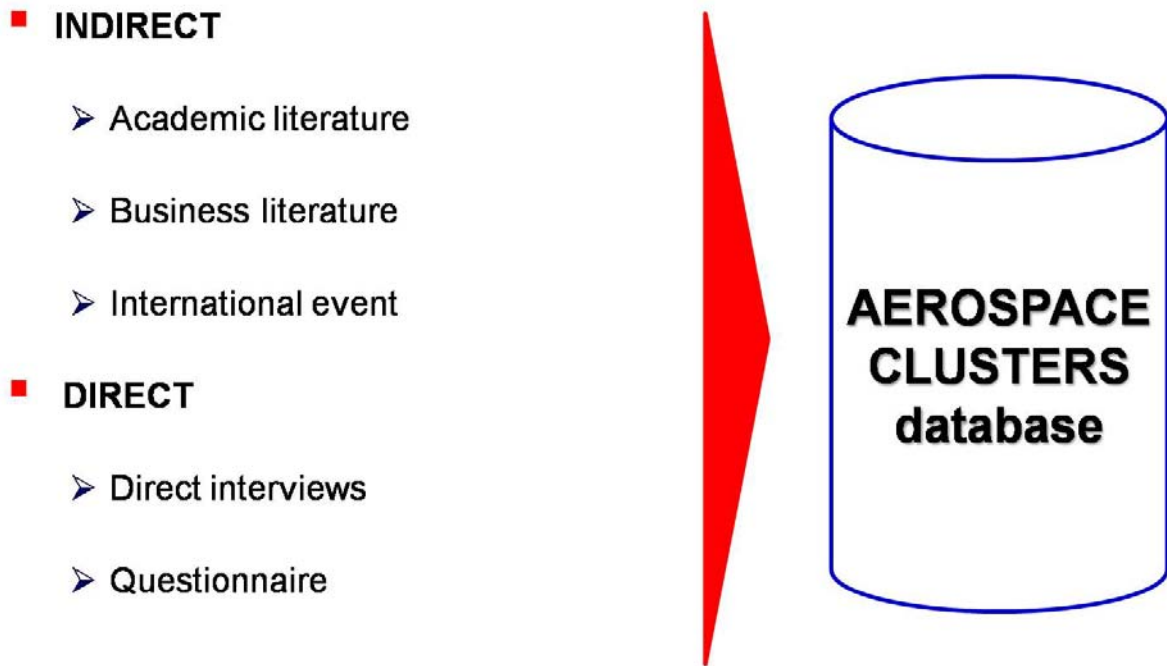 INDIRECT
Academic literature
Business literature
International event
DIRECT
Direct interviews
Questionnaire
AEROSPACE
CLUSTERS
database